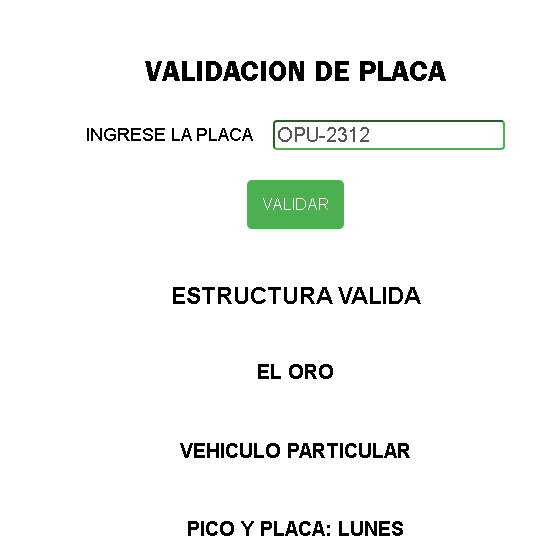 VALIDACION DE PLACA
INGRESE LA PLACA OPU-2312
VALIDAR
ESTRUCTURA VALIDA
EL ORO
VEHICULO PARTICULAR
PICO Y PLACA: LUNES